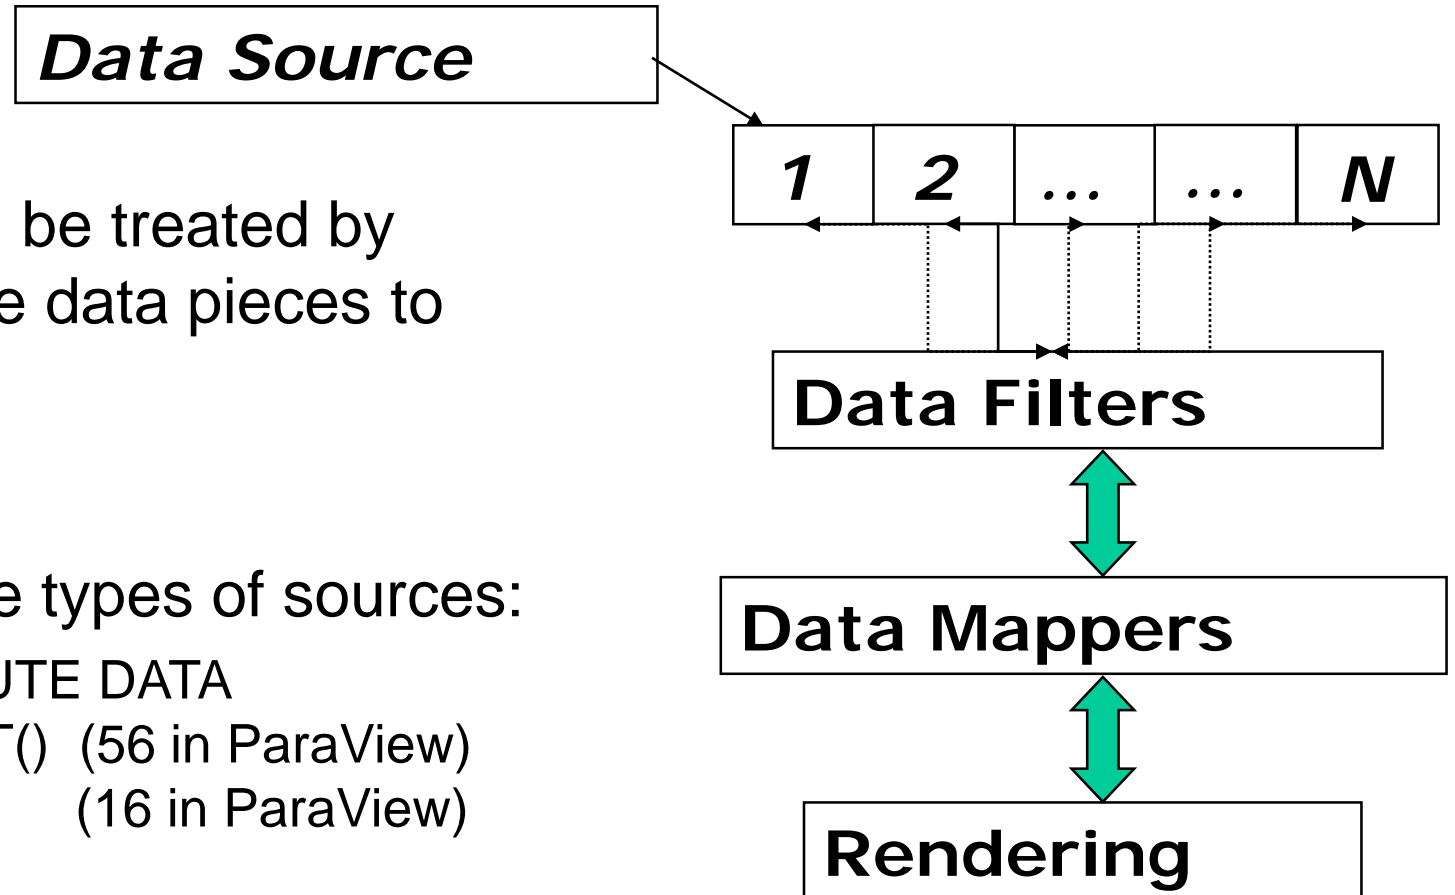 Data Source
1 2 ... ... N
be treated by
e data pieces to
Data Filters
e types of sources:
Data Mappers
UTE DATA
T() (56 in ParaView)
(16 in ParaView)
Rendering